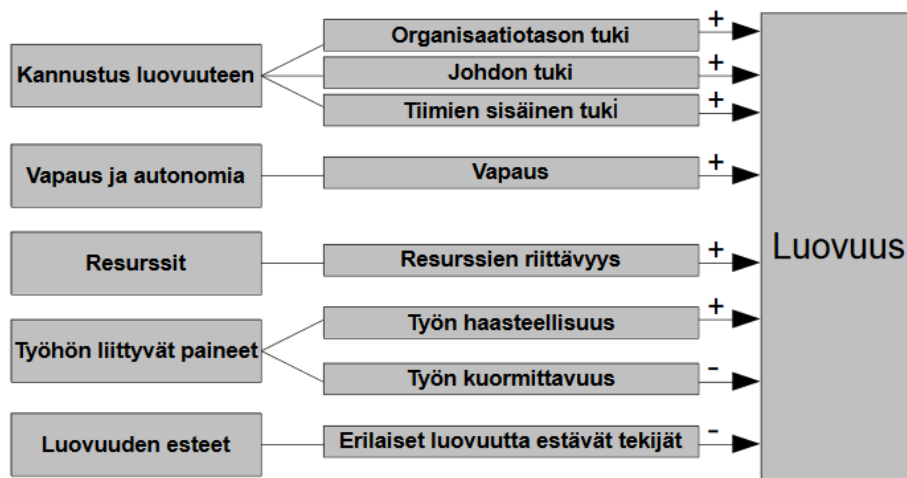 Kannustus luovuuteen
Organisaatiotason tuki
+
Johdon tuki
+
Tiimien sisäinen tuki
+
Vapaus ja autonomia
Vapaus
+
Resurssit
Resurssien riittävyys
+
Työhön liittyvät paineet
Työn haasteellisuus
+
Työn kuormittavuus
-
Luovuuden esteet
Erilaiset luovuutta estävät tekijät
-
Luovuus